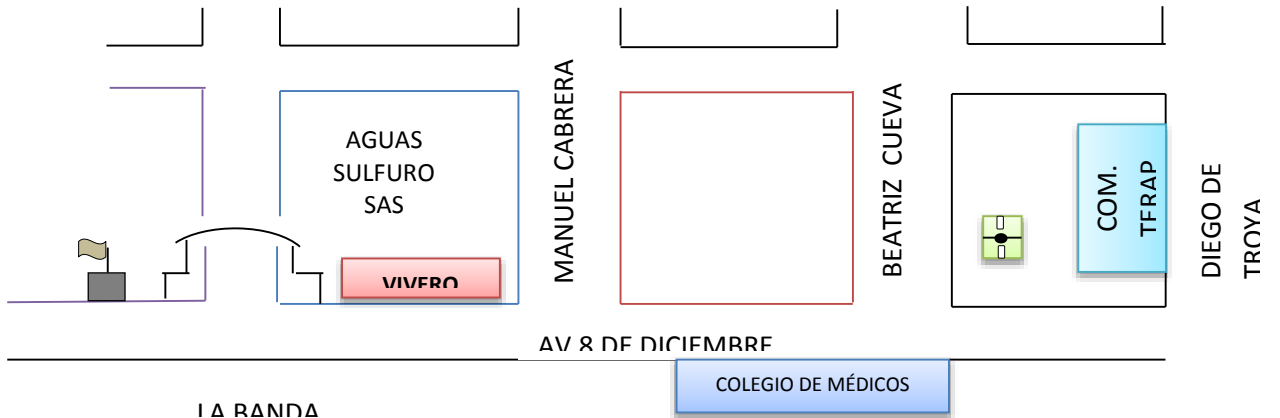 AGUAS
SULFURO
SAS
VIVERO
MANUEL CABRERA
BEATRIZ CUEVA
COM.
TERAP
DIEGO DE
TROYA
AV 8 DE DICIEMBRE
COLEGIO DE MÉDICOS
LA BANDA